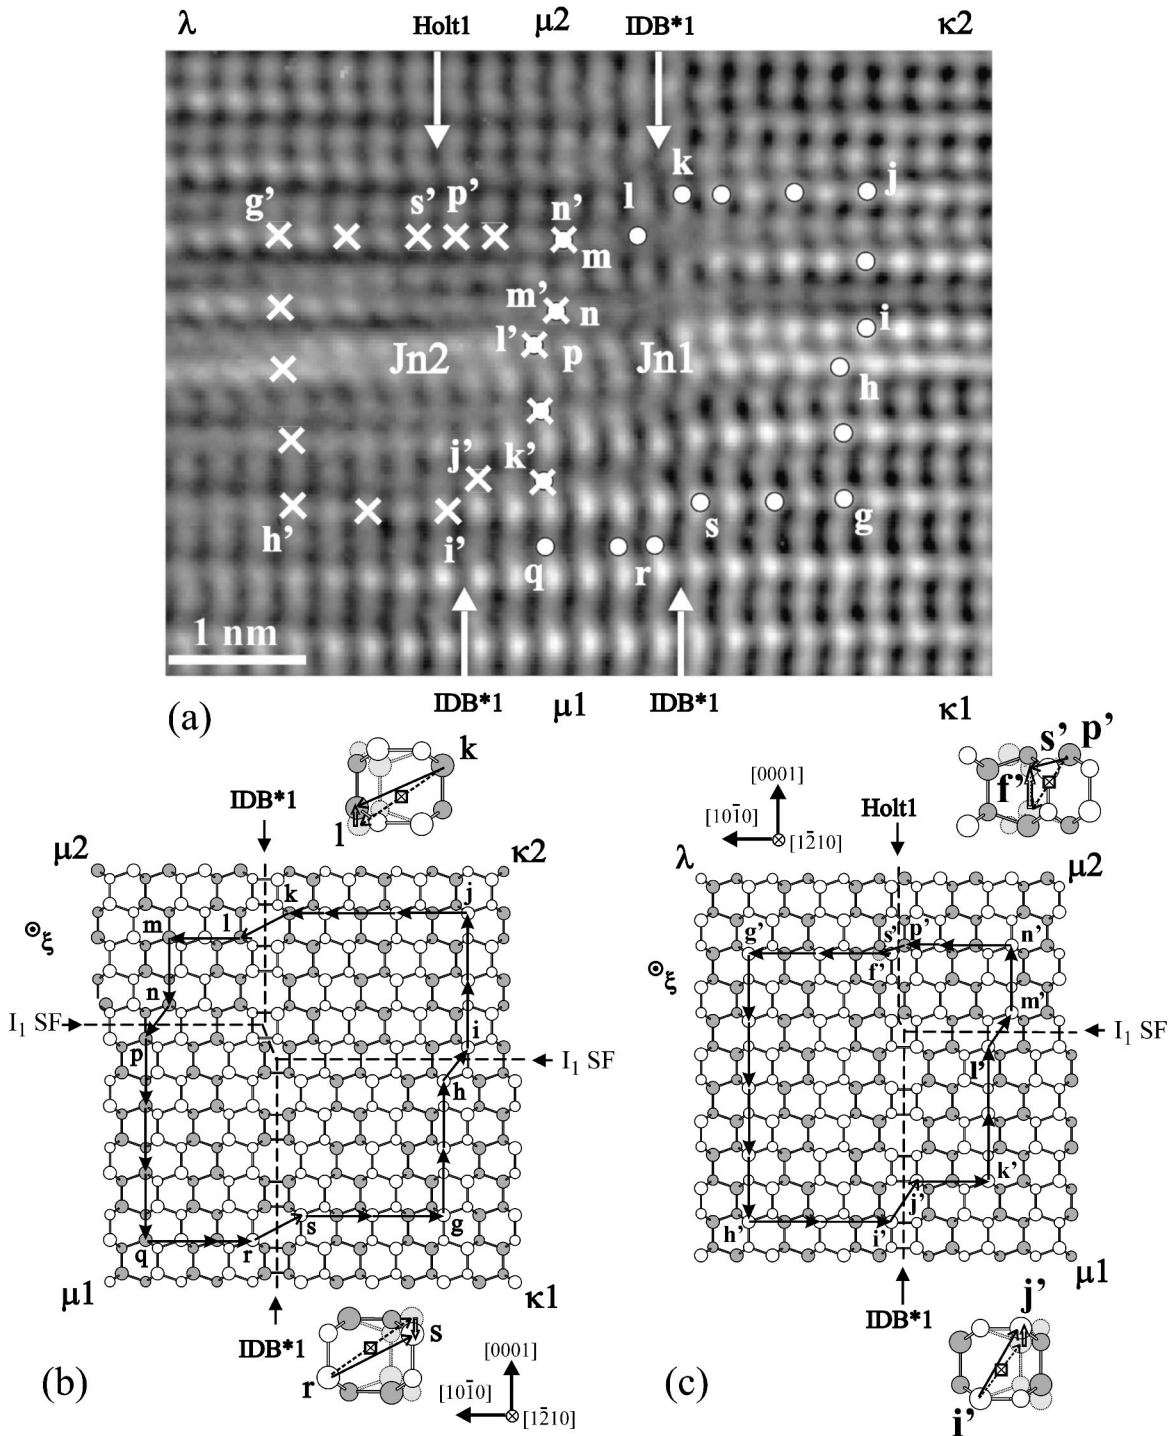 λ Holt1 μ2 IDB*1 κ2
k j
g' s' p' n' l
m
m' n i
l' p
Jn2 Jn1
h
j' k'
s g
h' i' q r
1 nm
IDB*1 μ1 IDB*1 κ1
(a)
k
l
IDB*1
μ2 κ2
k j
m l
ξ
n
I1 SF
p i
I1 SF
h
s g
q r
μ1 κ1
IDB*1
s
r
[0001]
[101̄0]
[11̄210]
(b)
s' p'
f'
[0001]
[101̄0]
[12̄10]
Holt1
λ μ2
g' s' p' n'
f'
ξ
m'
I1 SF
l'
k'
j'
h' i'
μ1
IDB*1
j'
i'
(c)